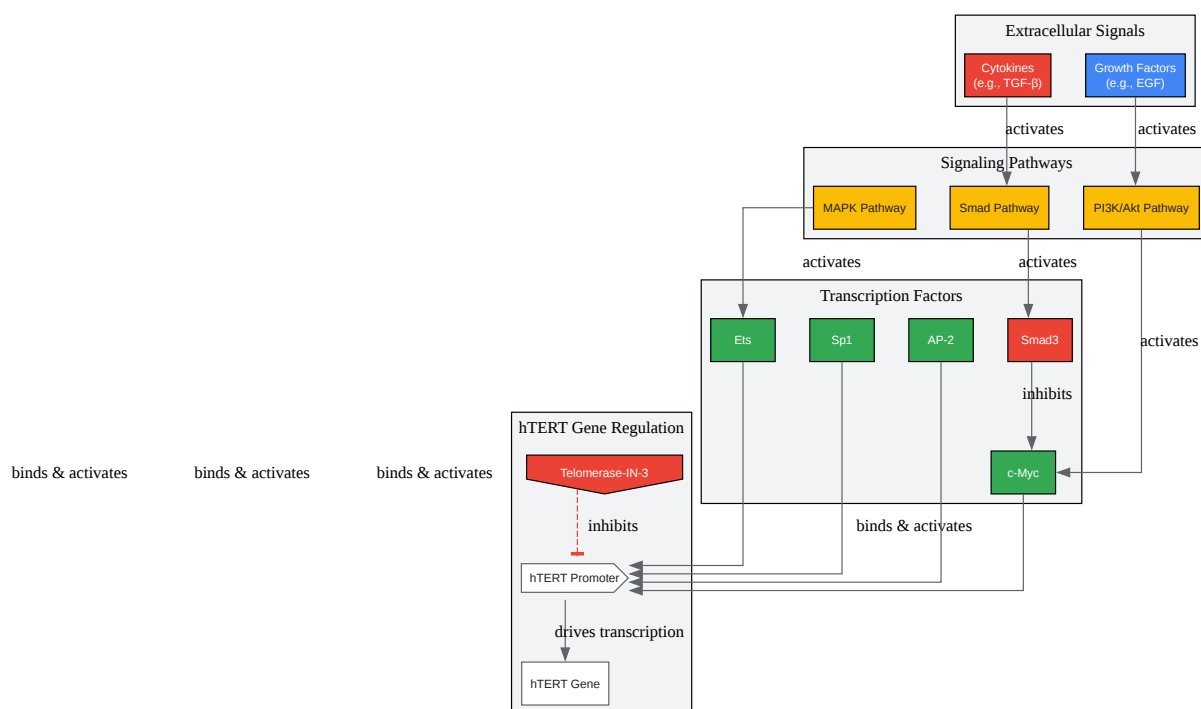 Extracellular Signals
Cytokines
(e.g., TGF-β)
Growth Factors
(e.g., EGF)
activates
activates
Signaling Pathways
MAPK Pathway
Smad Pathway
PI3K/Akt Pathway
activates
activates
Transcription Factors
Ets
Sp1
AP-2
Smad3
activates
inhibits
hTERT Gene Regulation
binds & activates
binds & activates
binds & activates
Telomerase-IN-3
c-Myc
inhibits
binds & activates
hTERT Promoter
drives transcription
hTERT Gene